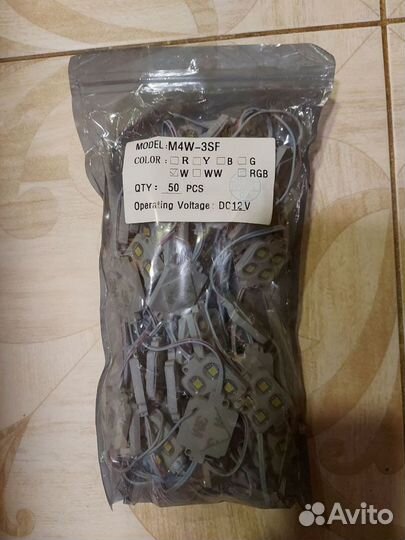 MODEL: M4W-3SF
COLOR: R Y B G
W WW RGB
QTY: 50 PCS
Operating Voltage: DC12V
Avito